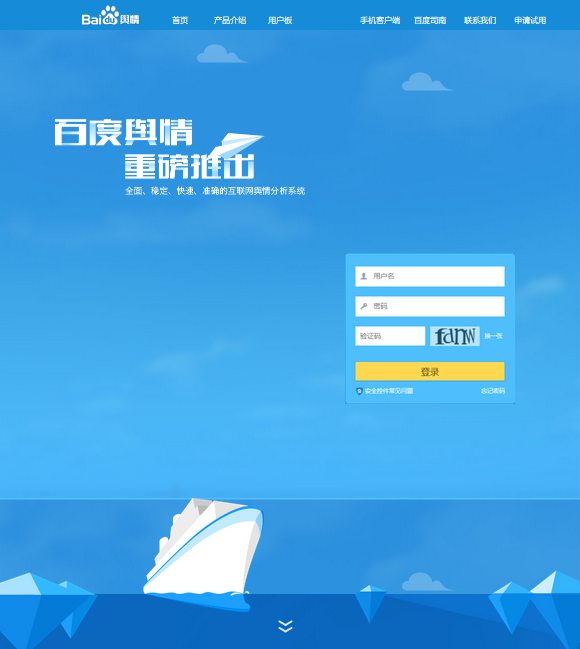 Baidu 舆情 首页 产品介绍 用户板 手机客户端 百度司南 联系我们 申请试用
百度舆情
重磅推出
全面、稳定、快速、准确的互联网舆情分析系统
用户名
密码
验证码 fdnw 换一张
登录
安全控件常见问题 忘记密码